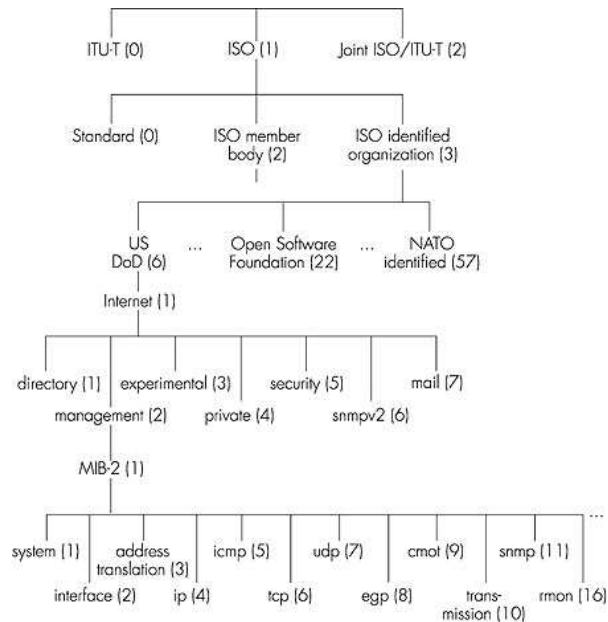 ITU-T (0) ISO (1) Joint ISO/ITU-T (2)
Standard (0) ISO member ISO identified
body (2) organization (3)
US ... Open Software ... NATO
DoD (6) Foundation (22) identified (57)
Internet (1)
directory (1) experimental (3) security (5) mail (7)
management (2) private (4) snmpv2 (6)
MIB-2 (1)
...
system (1) address icmp (5) udp (7) cmot (9) snmp (11)
translation (3)
interface (2) ip (4) tcp (6) egp (8) trans- rmon (16)
mission (10)